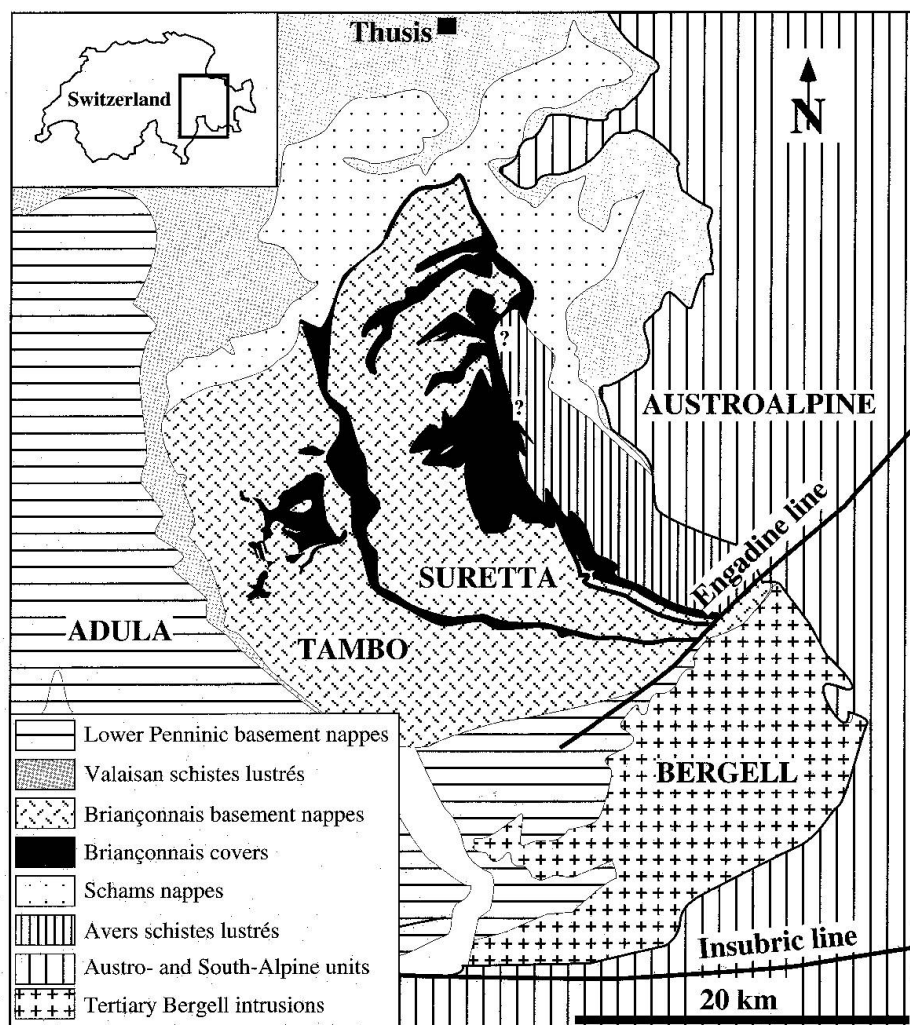 Thusis
Switzerland
N
?
?
AUSTROALPINE
Engadine line
SURETTA
ADULA
TAMBO
BERGELL
Lower Penninic basement nappes
Valaisan schistes lustrés
Briançonnais basement nappes
Briançonnais covers
Schams nappes
Avers schistes lustrés
Austro- and South-Alpine units
Tertiary Bergell intrusions
Insubric line
20 km